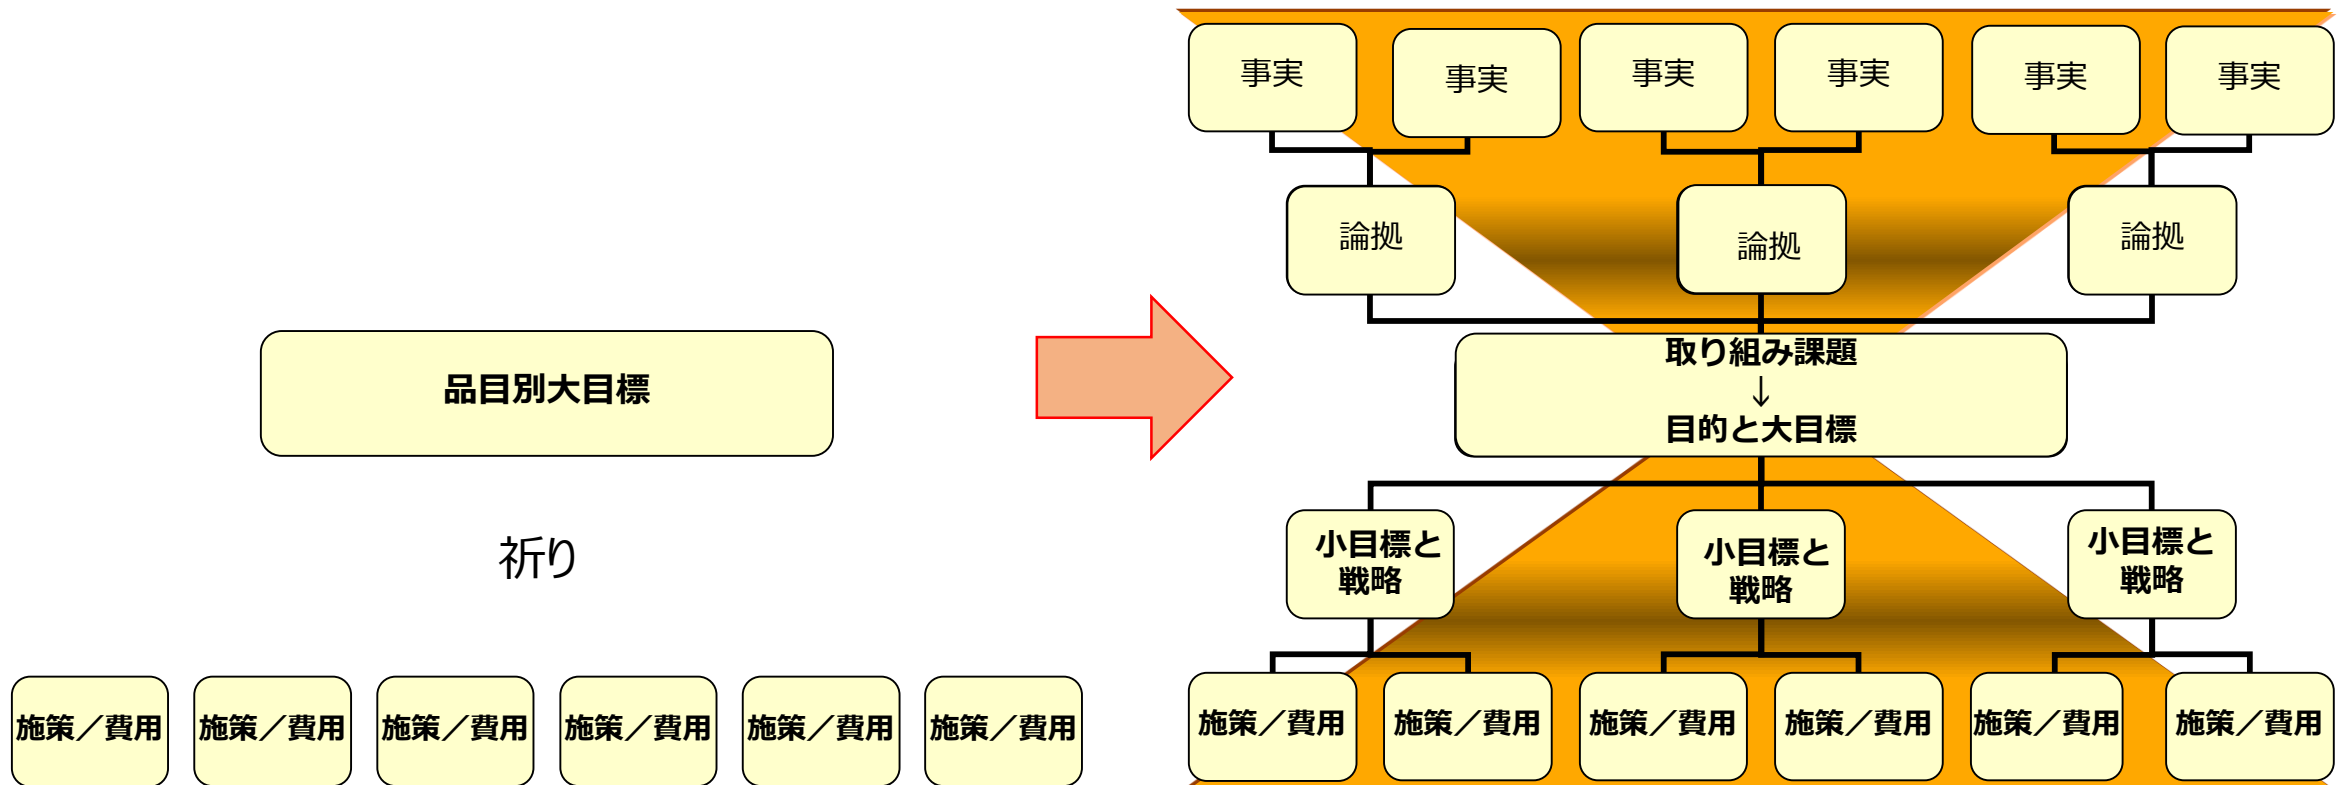 品目別大目標
祈り
施策／費用
施策／費用
施策／費用
施策／費用
施策／費用
施策／費用
事実
事実
事実
事実
事実
事実
論拠
論拠
論拠
取り組み課題
↓
目的と大目標
小目標と
戦略
小目標と
戦略
小目標と
戦略
施策／費用
施策／費用
施策／費用
施策／費用
施策／費用
施策／費用